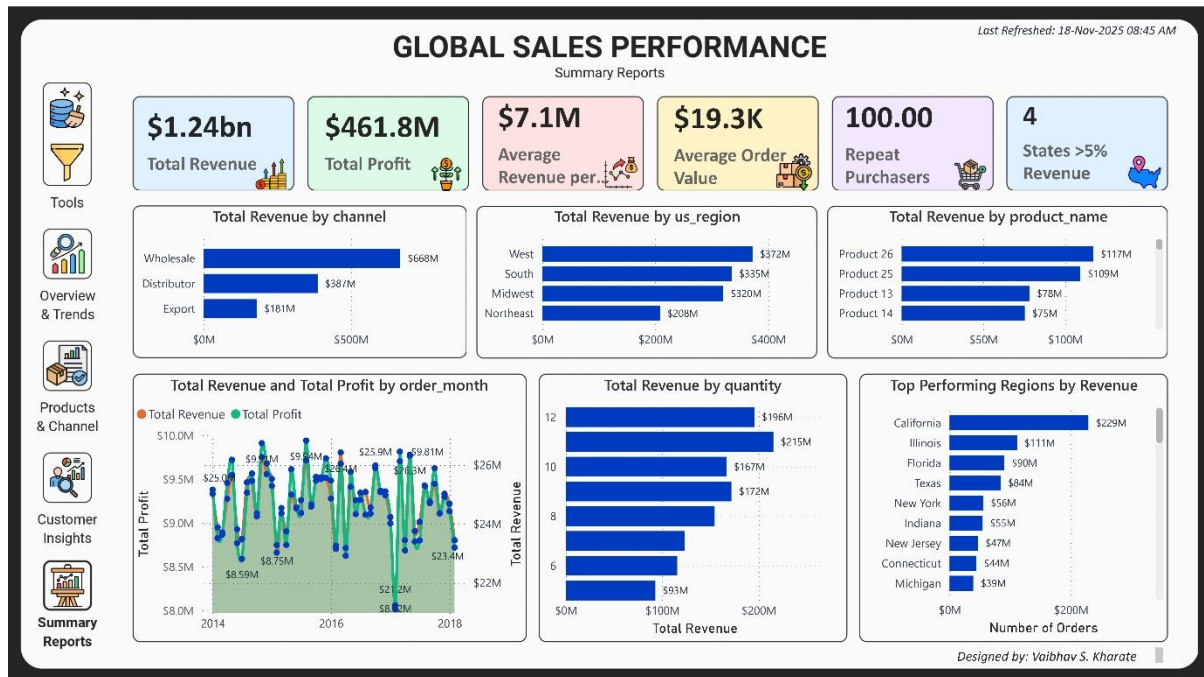 Last Refreshed: 18-Nov-2025 08:45 AM
GLOBAL SALES PERFORMANCE
Summary Reports
Tools
Overview
& Trends
Products
& Channel
Customer
Insights
Summary
Reports
$1.24bn
Total Revenue
$461.8M
Total Profit
$7.1M
Average
Revenue per...
$19.3K
Average Order
Value
100.00
Repeat
Purchasers
4
States >5%
Revenue
Total Revenue by channel
Wholesale $668M
Distributor $387M
Export $181M
$0M $500M
Total Revenue by us_region
West $372M
South $335M
Midwest $320M
Northeast $208M
$0M $200M $400M
Total Revenue by product_name
Product 26 $117M
Product 25 $109M
Product 13 $78M
Product 14 $75M
$0M $50M $100M
Total Revenue and Total Profit by order_month
Total Revenue Total Profit
$10.0M
$9.94M $25.9M $9.81M
$26M
$9.5M
$25.0M
$9.0M
$24M
$8.75M
$23.4M
$8.59M
$8.5M
$22M
$21.2M
$8.0M
2014 2016 2018
Total Profit
Total Revenue
Total Revenue by quantity
12 $196M
$215M
10 $167M
$172M
8
6
$93M
$0M $100M $200M
Total Revenue
Top Performing Regions by Revenue
California $229M
Illinois $111M
Florida $90M
Texas $84M
New York $56M
Indiana $55M
New Jersey $47M
Connecticut $44M
Michigan $39M
$0M $200M
Number of Orders
Designed by: Vaibhav S. Kharate